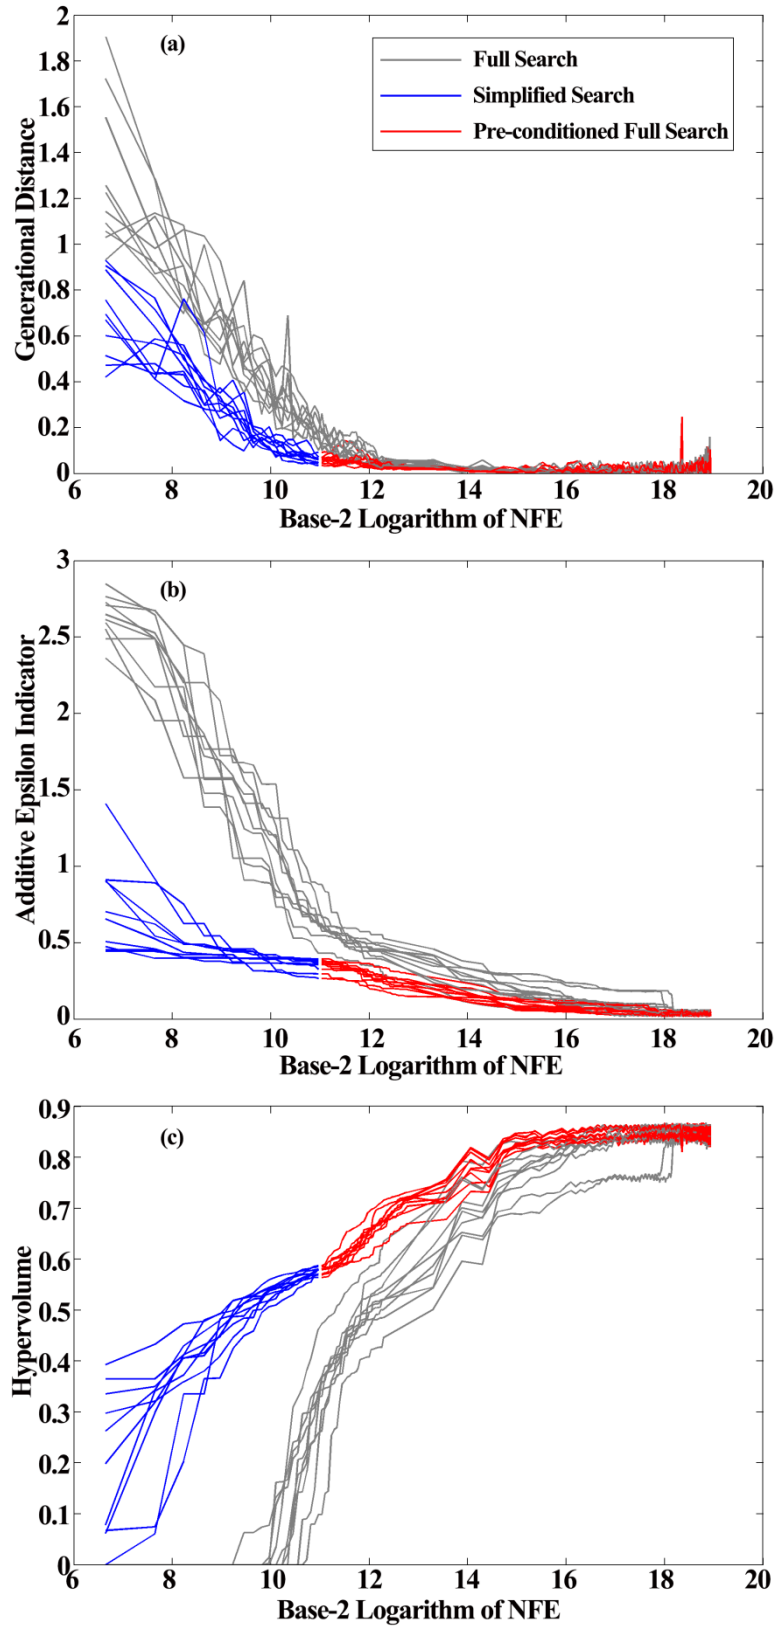 2
(a)
Full Search
Simplified Search
Pre-conditioned Full Search
1.8
1.6
1.4
1.2
1
0.8
0.6
0.4
0.2
0
Generational Distance
6 8 10 12 14 16 18 20
Base-2 Logarithm of NFE
3
(b)
2.5
2
1.5
1
0.5
0
Additive Epsilon Indicator
6 8 10 12 14 16 18 20
Base-2 Logarithm of NFE
0.9
(c)
0.8
0.7
0.6
0.5
0.4
0.3
0.2
0.1
0
Hypervolume
6 8 10 12 14 16 18 20
Base-2 Logarithm of NFE